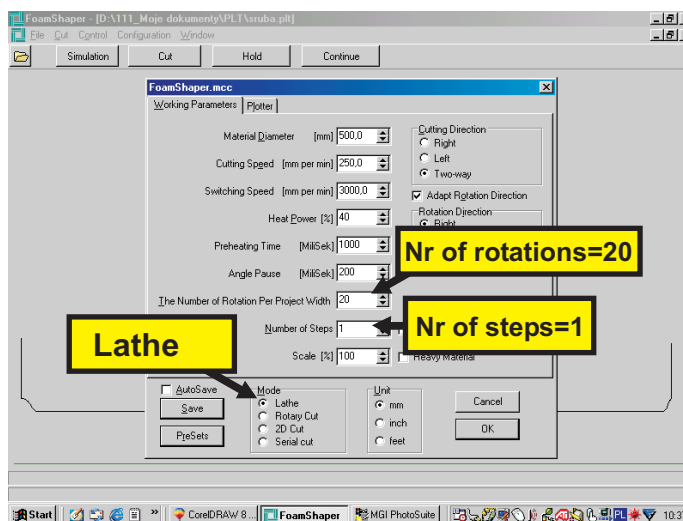 FoamShaper - [D:\111_Moje dokumenty\PLT\sruba.plt]
File Cut Control Configuration Window
Simulation Cut Hold Continue
FoamShaper.mcc
Working Parameters Plotter
Material Diameter [mm] 500,0
Cutting Speed [mm per min] 250,0
Switching Speed [mm per min] 3000,0
Heat Power [%] 40
Preheating Time [MiliSek] 1000
Angle Pause [MiliSek] 200
The Number of Rotation Per Project Width 20
Number of Steps 1
Scale [%] 100
Cutting Direction
Right
Left
Two-way
Adapt Rotation Direction
Rotation Direction
Right
Heavy Material
Nr of rotations=20
Nr of steps=1
Lathe
AutoSave
Save
PreSets
Mode
Lathe
Rotary Cut
2D Cut
Serial cut
Unit
mm
inch
feet
Cancel
OK
Start » CorelDRAW 8... FoamShaper MGI PhotoSuite PL 10:3